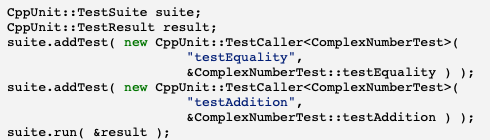 CppUnit::TestSuite suite;
CppUnit::TestResult result;
suite.addTest( new CppUnit::TestCaller<ComplexNumberTest>(
                       "testEquality",
                       &ComplexNumberTest::testEquality ) );
suite.addTest( new CppUnit::TestCaller<ComplexNumberTest>(
                       "testAddition",
                       &ComplexNumberTest::testAddition ) );
suite.run( &result );